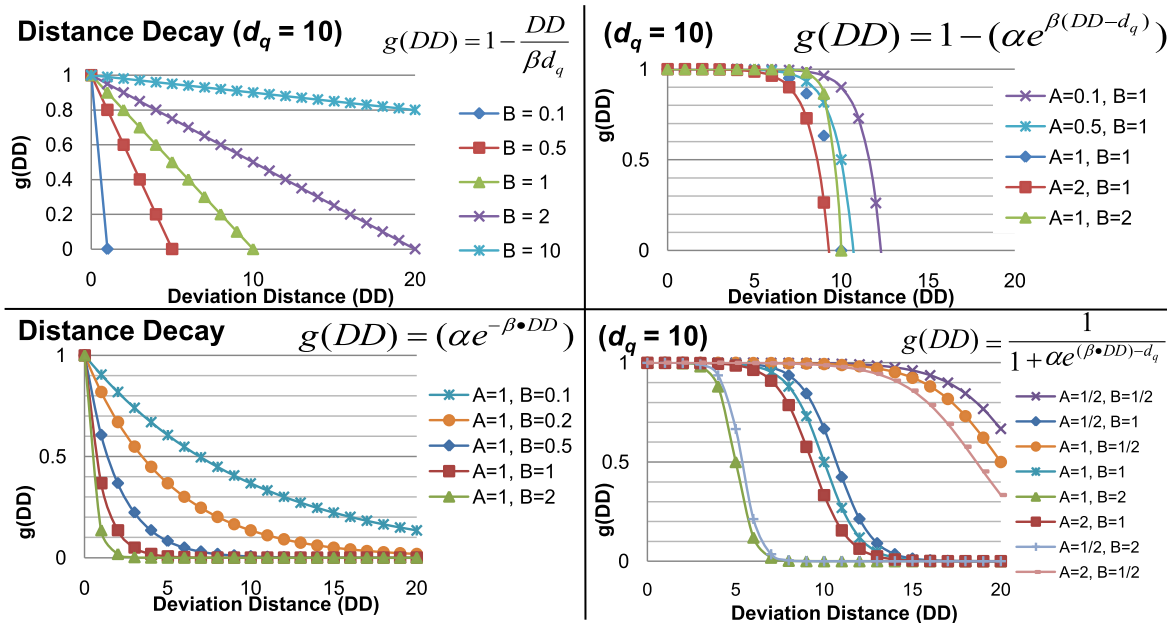 Distance Decay (d_q = 10)
g(DD) = 1 - DD / βd_q
g(DD)
1
0.8
0.6
0.4
0.2
0
0 10 20
Deviation Distance (DD)
B = 0.1
B = 0.5
B = 1
B = 2
B = 10
(d_q = 10)
g(DD) = 1 - (αe^{β(DD-d_q)})
g(DD)
1
0.5
0
0 5 10 15 20
Deviation Distance (DD)
A=0.1, B=1
A=0.5, B=1
A=1, B=1
A=2, B=1
A=1, B=2
Distance Decay
g(DD) = (αe^{-β•DD})
g(DD)
1
0.5
0
0 5 10 15 20
Deviation Distance (DD)
A=1, B=0.1
A=1, B=0.2
A=1, B=0.5
A=1, B=1
A=1, B=2
(d_q = 10)
g(DD) = 1 / 1 + αe^{(β•DD)-d_q}
g(DD)
1
0.5
0
0 5 10 15 20
Deviation Distance (DD)
A=1/2, B=1/2
A=1/2, B=1
A=1, B=1/2
A=1, B=1
A=1, B=2
A=2, B=1
A=1/2, B=2
A=2, B=1/2